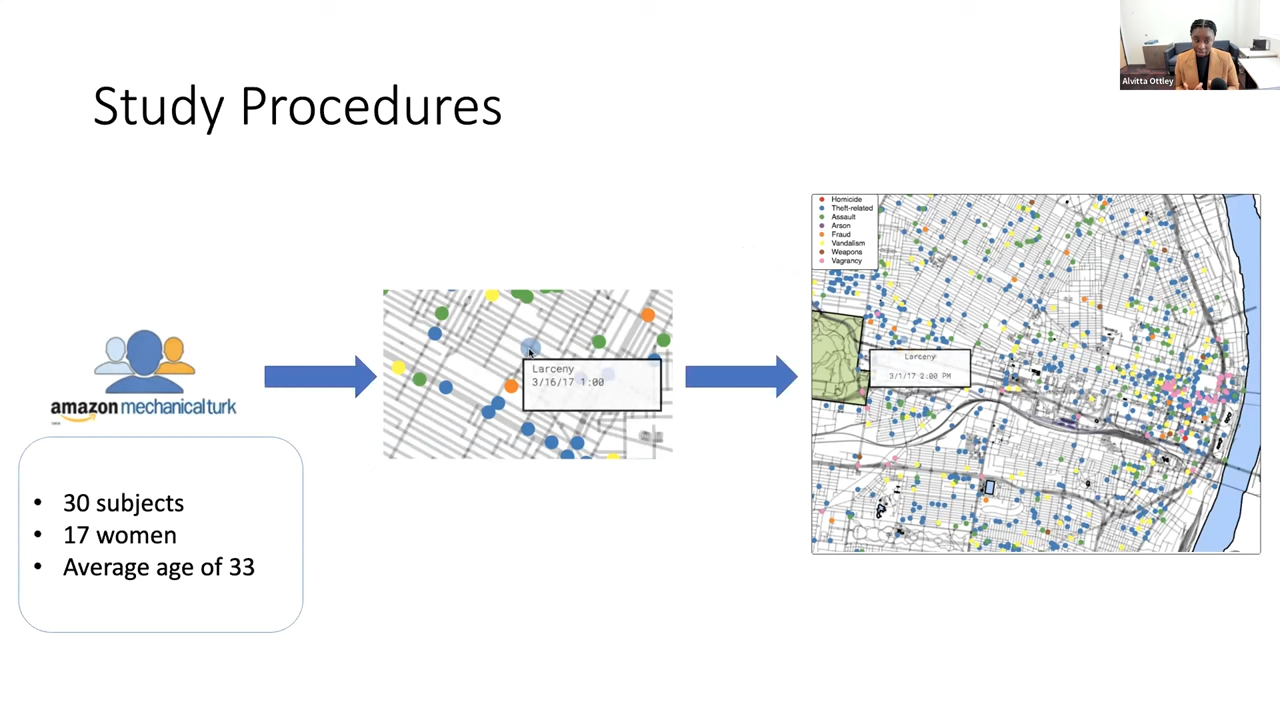 Alvitta Ottley
Study Procedures
Homicide
Theft-related
Assault
Arson
Fraud
Vandalism
Weapons
Vagrancy
Larceny
3/16/17 1:00
Larceny
3/1/17 2:00 PM
amazon mechanical turk
• 30 subjects
• 17 women
• Average age of 33